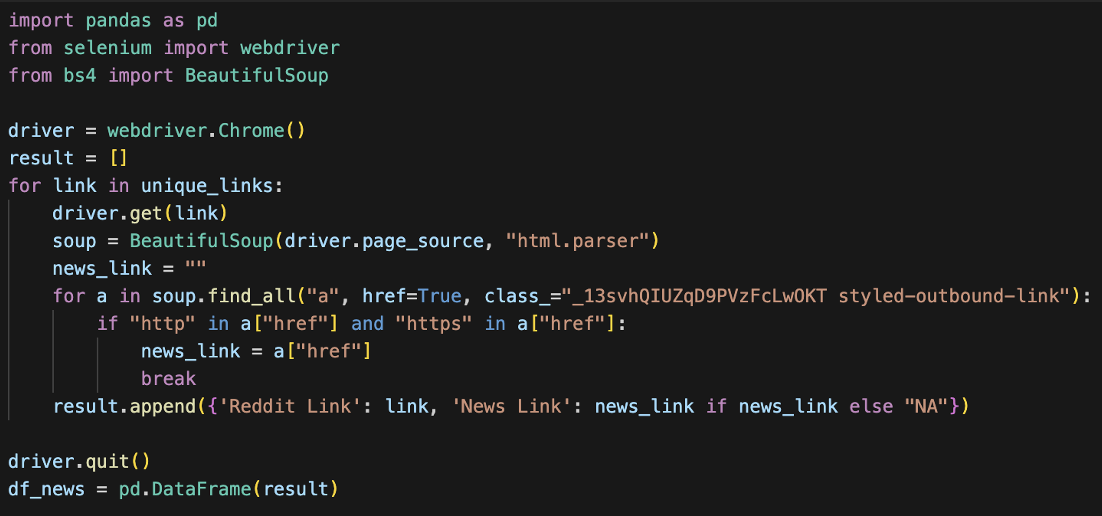 import pandas as pd
from selenium import webdriver
from bs4 import BeautifulSoup

driver = webdriver.Chrome()
result = []
for link in unique_links:
    driver.get(link)
    soup = BeautifulSoup(driver.page_source, "html.parser")
    news_link = ""
    for a in soup.find_all("a", href=True, class_="_13svhQIUZqD9PVzFcLwOKT styled-outbound-link"):
        if "http" in a["href"] and "https" in a["href"]:
            news_link = a["href"]
            break
    result.append({'Reddit Link': link, 'News Link': news_link if news_link else "NA"})

driver.quit()
df_news = pd.DataFrame(result)